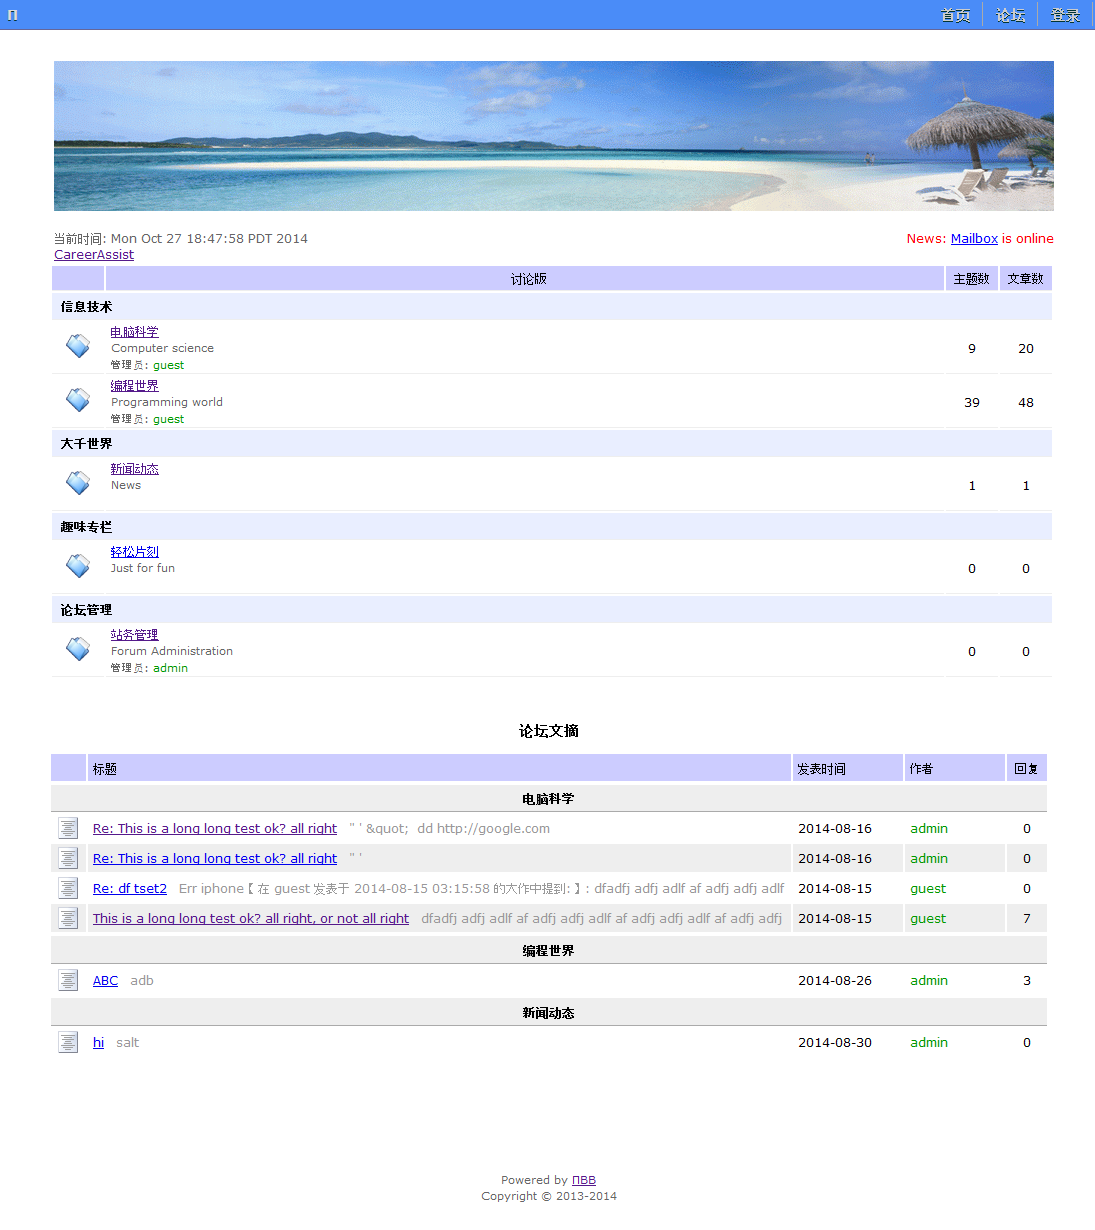 Π 首页 论坛 登录
当前时间: Mon Oct 27 18:47:58 PDT 2014 News: Mailbox is online
CareerAssist
讨论版 主题数 文章数
信息技术
电脑科学
Computer science 9 20
管理员: guest
编程世界
Programming world 39 48
管理员: guest
大千世界
新闻动态
News 1 1
趣味专栏
轻松片刻
Just for fun 0 0
论坛管理
站务管理
Forum Administration 0 0
管理员: admin
论坛文摘
标题 发表时间 作者 回复
电脑科学
Re: This is a long long test ok? all right " ' &quot; dd http://google.com 2014-08-16 admin 0
Re: This is a long long test ok? all right " ' 2014-08-16 admin 0
Re: df tset2 Err iphone【 在 guest 发表于 2014-08-15 03:15:58 的大作中提到: 】: dfadfj adfj adlf af adfj adfj adlf 2014-08-15 guest 0
This is a long long test ok? all right, or not all right dfadfj adfj adlf af adfj adfj adlf af adfj adfj adlf af adfj adfj 2014-08-15 guest 7
编程世界
ABC adb 2014-08-26 admin 3
新闻动态
hi salt 2014-08-30 admin 0
Powered by ΠBB
Copyright © 2013-2014